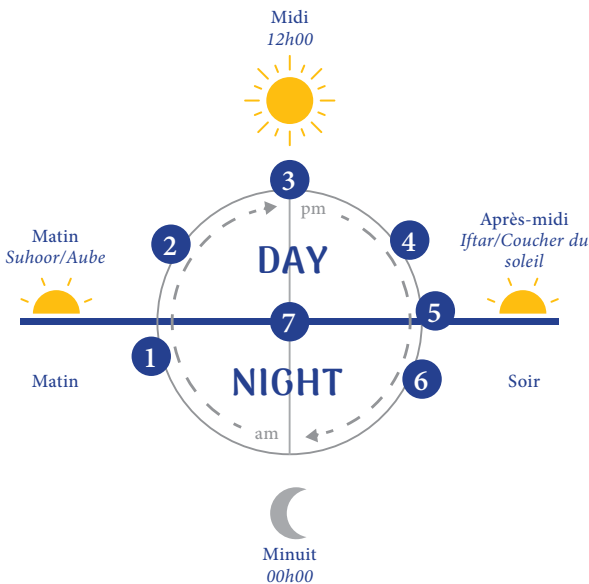 Midi
12h00
3
pm
2
4
Matin
Suhoor/Aube
Après-midi
Iftar/Coucher du
soleil
DAY
7
5
1
6
Matin
NIGHT
Soir
am
Minuit
00h00